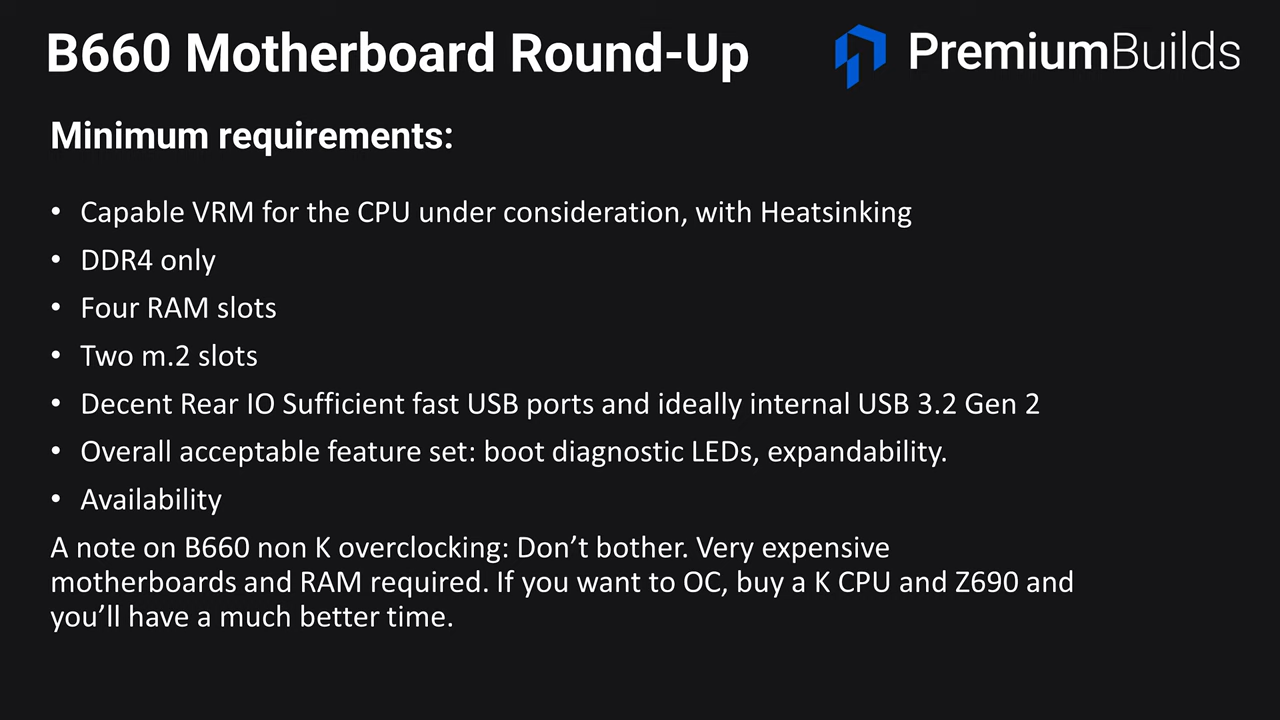 B660 Motherboard Round-Up
PremiumBuilds
Minimum requirements:
• Capable VRM for the CPU under consideration, with Heatsinking
• DDR4 only
• Four RAM slots
• Two m.2 slots
• Decent Rear IO Sufficient fast USB ports and ideally internal USB 3.2 Gen 2
• Overall acceptable feature set: boot diagnostic LEDs, expandability.
• Availability
A note on B660 non K overclocking: Don’t bother. Very expensive
motherboards and RAM required. If you want to OC, buy a K CPU and Z690 and
you’ll have a much better time.